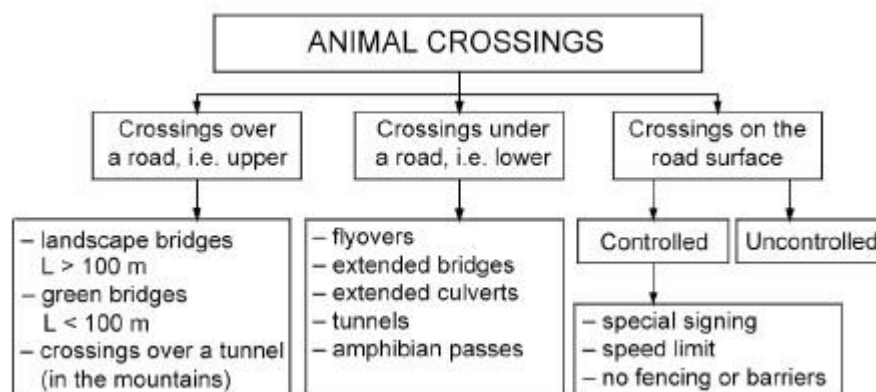 ANIMAL CROSSINGS
Crossings over
a road, i.e. upper
Crossings under
a road, i.e. lower
Crossings on the
road surface
– landscape bridges
L > 100 m
– green bridges
L < 100 m
– crossings over a tunnel
(in the mountains)
– flyovers
– extended bridges
– extended culverts
– tunnels
– amphibian passes
Controlled
Uncontrolled
– special signing
– speed limit
– no fencing or barriers